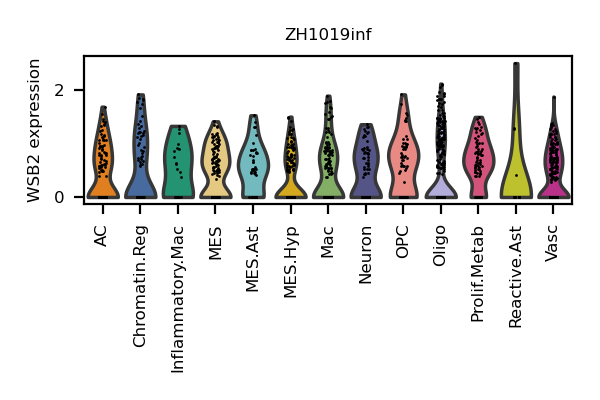 ZH1019inf
WSB2 expression
2
0
AC
Chromatin.Reg
Inflammatory.Mac
MES
MES.Ast
MES.Hyp
Mac
Neuron
OPC
Oligo
Prolif.Metab
Reactive.Ast
Vasc